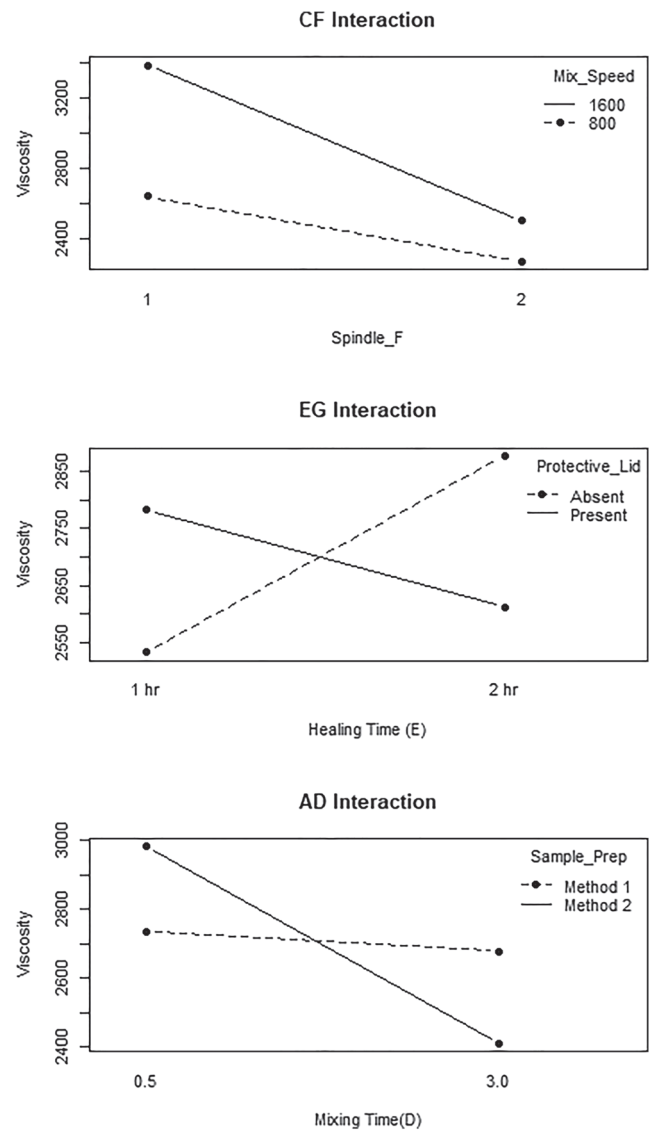 CF Interaction
Mix_Speed
1600
800
Viscosity
3200
2800
2400
1
2
Spindle_F
EG Interaction
Protective_Lid
Absent
Present
Viscosity
2850
2750
2650
2550
1 hr
2 hr
Healing Time (E)
AD Interaction
Sample_Prep
Method 1
Method 2
Viscosity
3000
2800
2600
2400
0.5
3.0
Mixing Time(D)